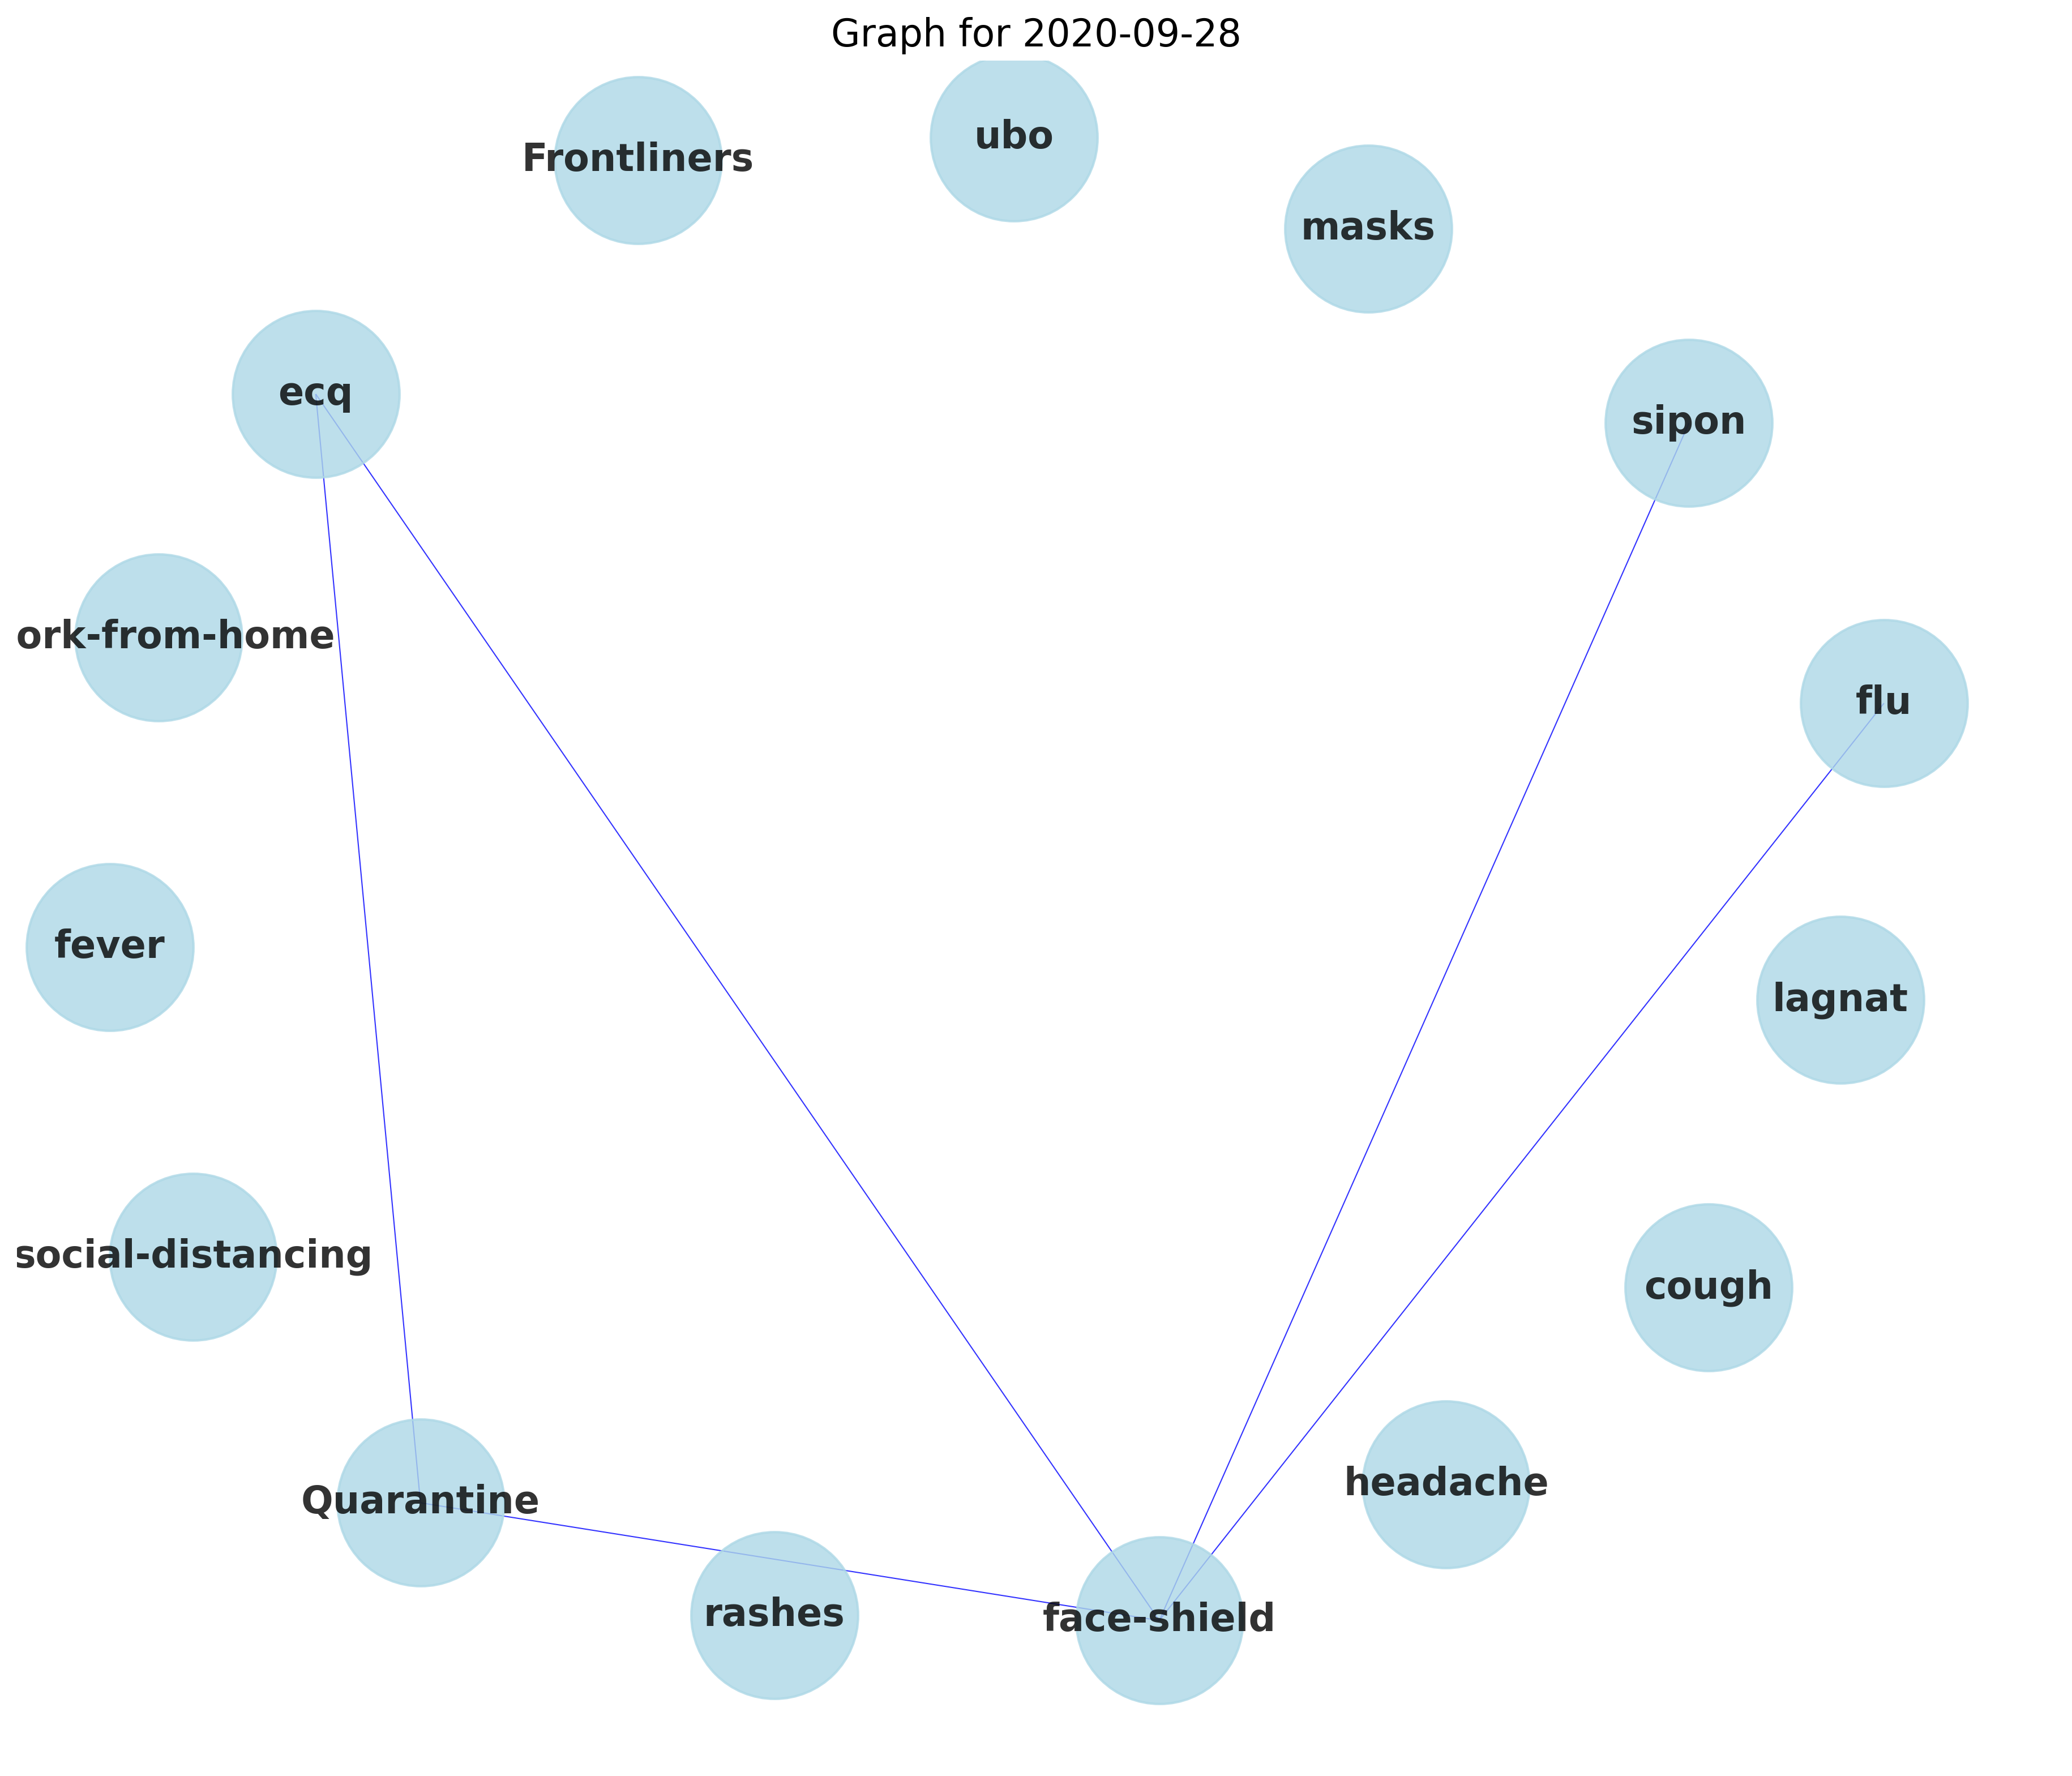 Graph for 2020-09-28
ubo
Frontliners
masks
ecq
sipon
ork-from-home
flu
fever
lagnat
social-distancing
cough
Quarantine
headache
rashes
face-shield